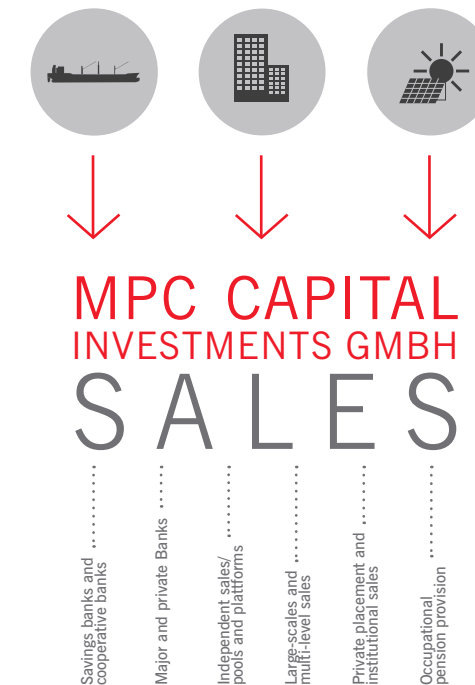 MPC CAPITAL
INVESTMENTS GMBH
SALES
Savings banks and
cooperative banks
Major and private Banks
Independent sales/
pools and plattforms
Large-scales and
multi-level sales
Private placement and
institutional sales
Occupational
pension provision